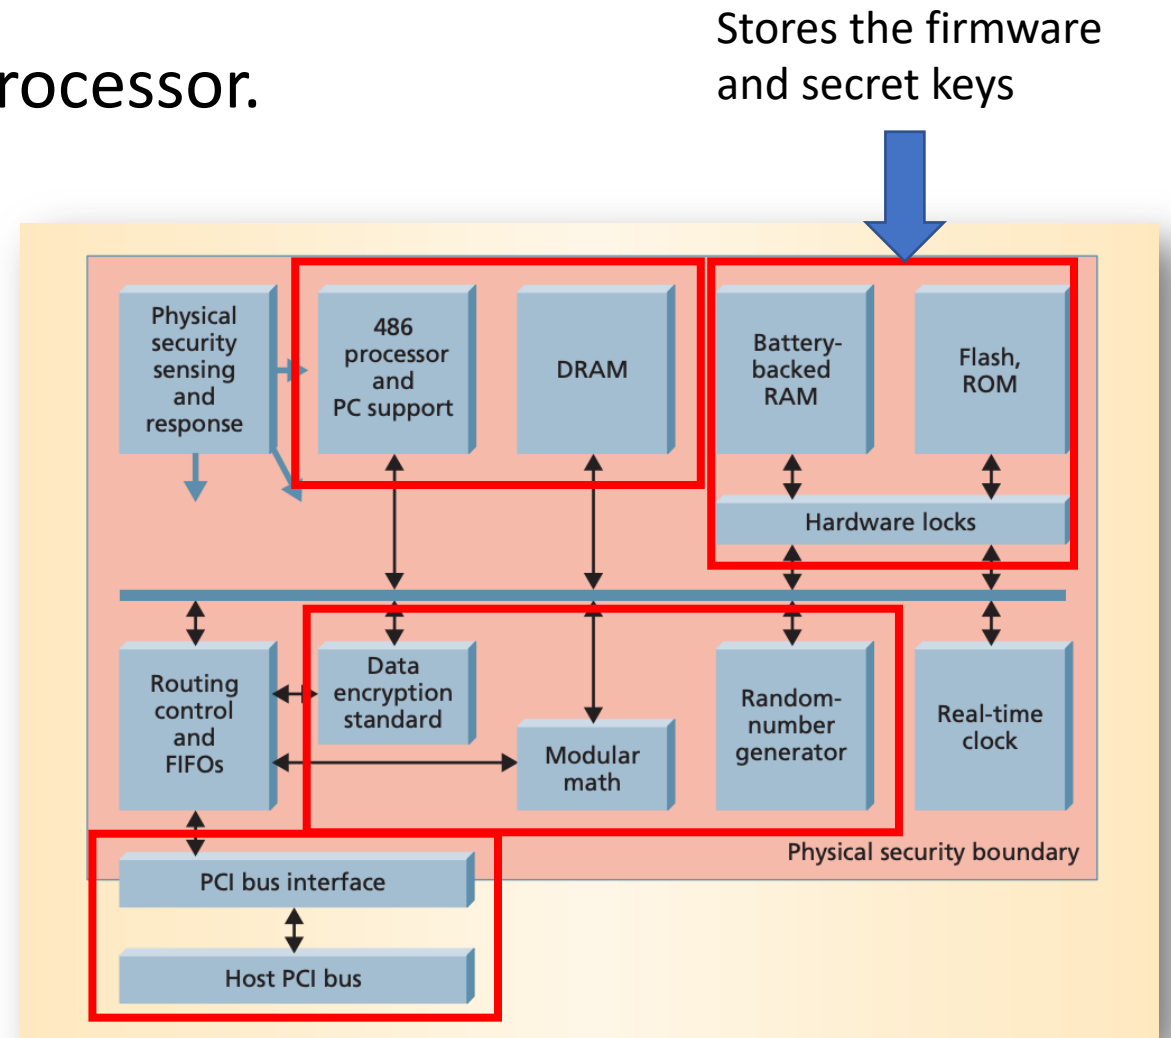 Stores the firmware
and secret keys
rocessor.
Physical
security
sensing
and
response
486
processor
and
PC support
DRAM
Battery-
backed
RAM
Flash,
ROM
Hardware locks
Routing
control
and
FIFOs
Data
encryption
standard
Modular
math
Random-
number
generator
Real-time
clock
Physical security boundary
PCI bus interface
Host PCI bus